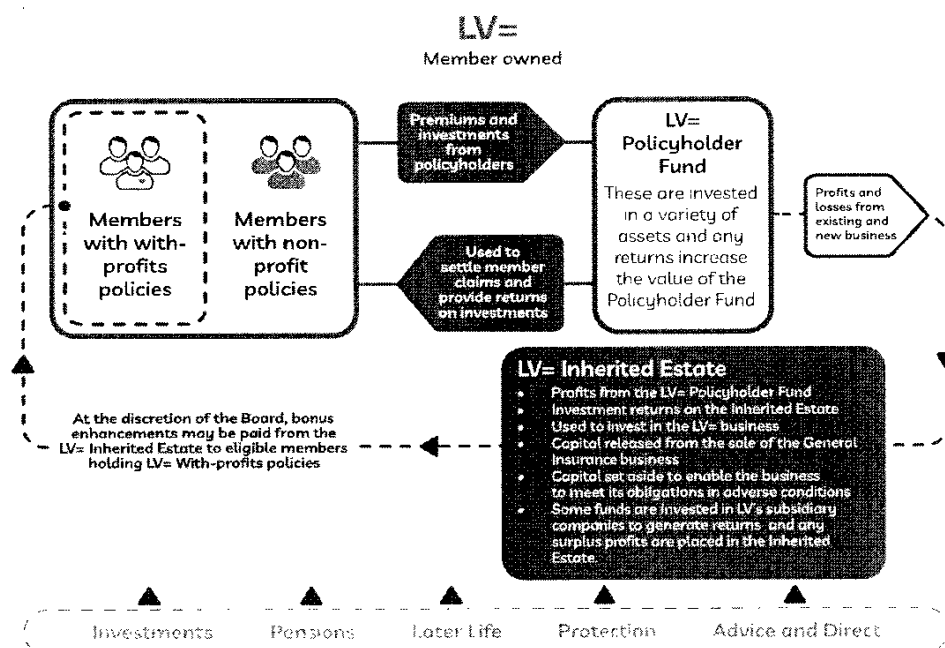 LV=
Member owned
Members
with with-
profits
policies
Members
with non-
profit
policies
Premiums and
investments
from
policyholders
Used to
settle member
claims and
provide returns
on investments
LV=
Policyholder
Fund
These are invested
in a variety of
assets and any
returns increase
the value of the
Policyholder Fund
Profits and
losses from
existing and
new business
At the discretion of the Board, bonus
enhancements may be paid from the
LV= Inherited Estate to eligible members
holding LV= With-profits policies
LV= Inherited Estate
• Profits from the LV= Policyholder Fund
• Investment returns on the Inherited Estate
• Used to invest in the LV= business
• Capital released from the sale of the General
Insurance business
• Capital set aside to enable the business
to meet its obligations in adverse conditions
• Some funds are invested in LV's subsidiary
companies to generate returns and any
surplus profits are placed in the Inherited
Estate.
Investments
Pensions
Later Life
Protection
Advice and Direct